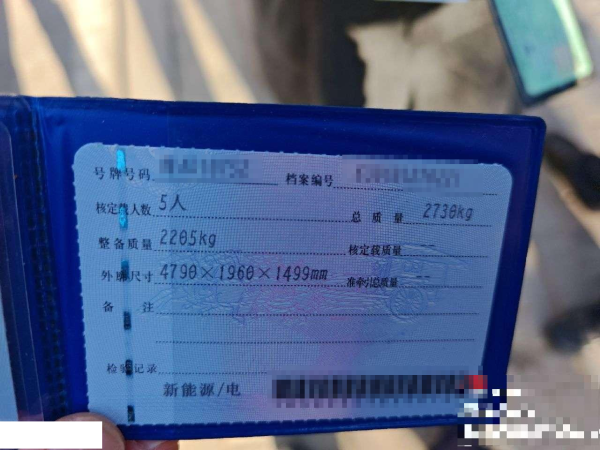 号牌号码 档案编号
核定载人数 5人 总质量 2730kg
整备质量 2205kg 核定载质量 --
外廓尺寸 4790×1960×1499mm 准牵引总质量 --
备注
检验记录
新能源/电